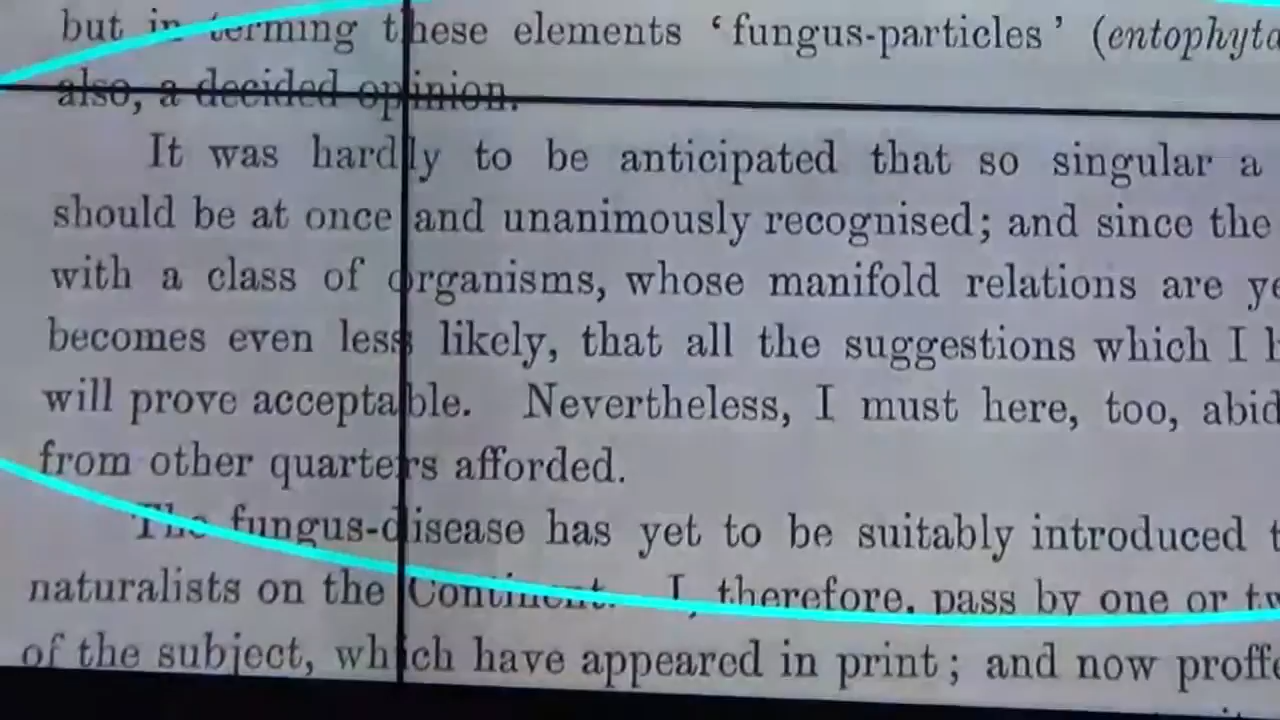 but in terming these elements ‘fungus-particles’ (entophyta
also, a decided opinion.
It was hardly to be anticipated that so singular a
should be at once and unanimously recognised; and since the
with a class of organisms, whose manifold relations are ye
becomes even less likely, that all the suggestions which I h
will prove acceptable. Nevertheless, I must here, too, abid
from other quarters afforded.
The fungus-disease has yet to be suitably introduced t
naturalists on the Continent. I, therefore, pass by one or tw
of the subject, which have appeared in print; and now proffe